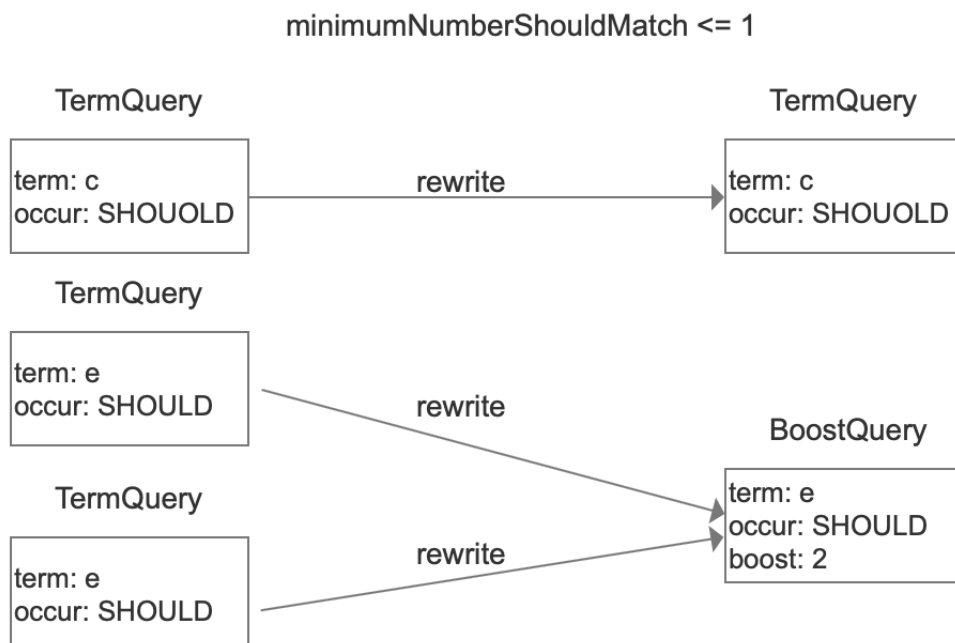 minimumNumberShouldMatch <= 1
TermQuery
TermQuery
term: c
occur: SHOUOLD
rewrite
term: c
occur: SHOUOLD
TermQuery
term: e
occur: SHOULD
rewrite
BoostQuery
term: e
occur: SHOULD
boost: 2
TermQuery
rewrite
term: e
occur: SHOULD